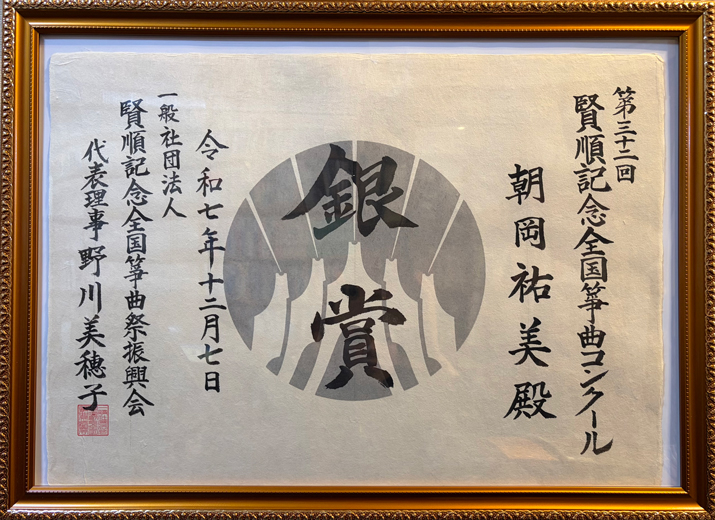 第三十二回
賢順記念全国箏曲コンクール
朝岡祐美殿
銀賞
令和七年十二月七日
一般社団法人
賢順記念全国箏曲祭振興会
代表理事 野川美穂子